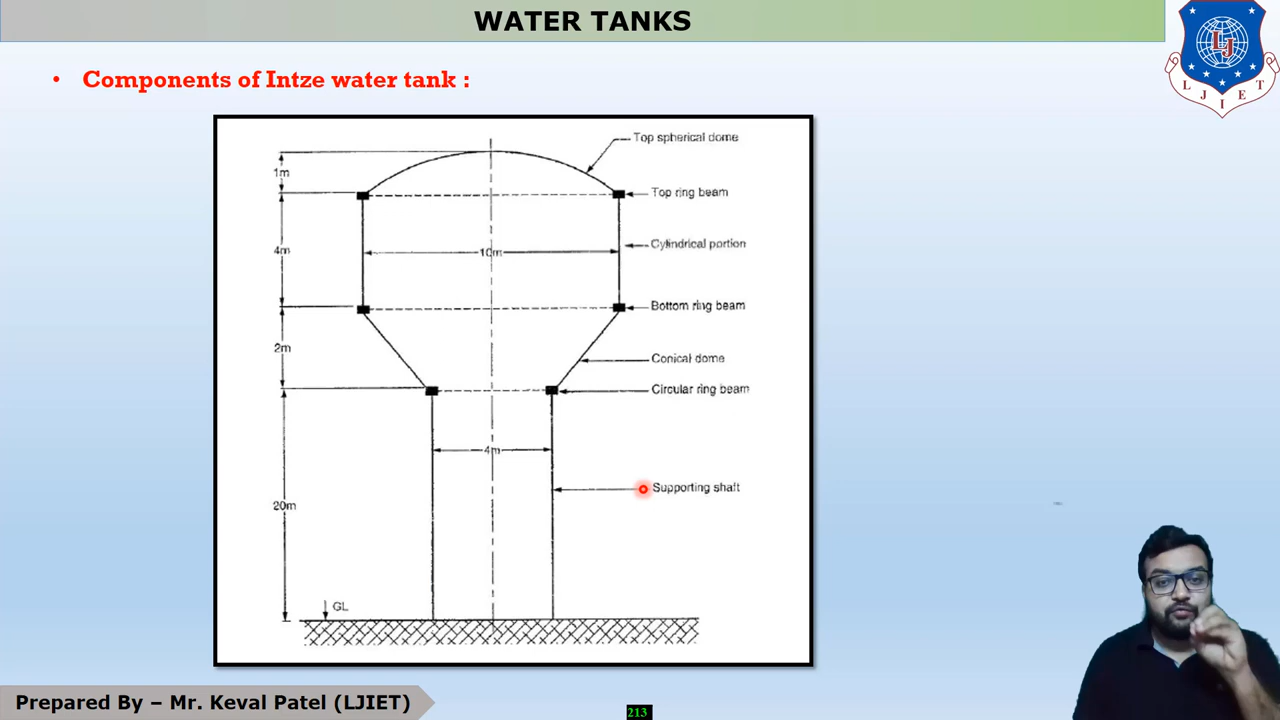 WATER TANKS
L J I E T
• Components of Intze water tank :
Top spherical dome
1m
Top ring beam
4m
Cylindrical portion
10m
Bottom ring beam
2m
Conical dome
Circular ring beam
4m
Supporting shaft
20m
GL
Prepared By – Mr. Keval Patel (LJIET)
213